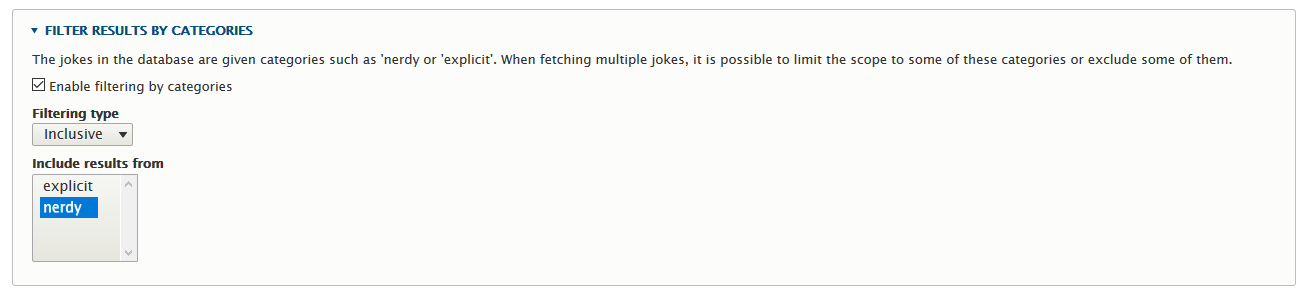 FILTER RESULTS BY CATEGORIES
The jokes in the database are given categories such as 'nerdy or 'explicit'. When fetching multiple jokes, it is possible to limit the scope to some of these categories or exclude some of them.
Enable filtering by categories
Filtering type
Inclusive
Include results from
explicit
nerdy